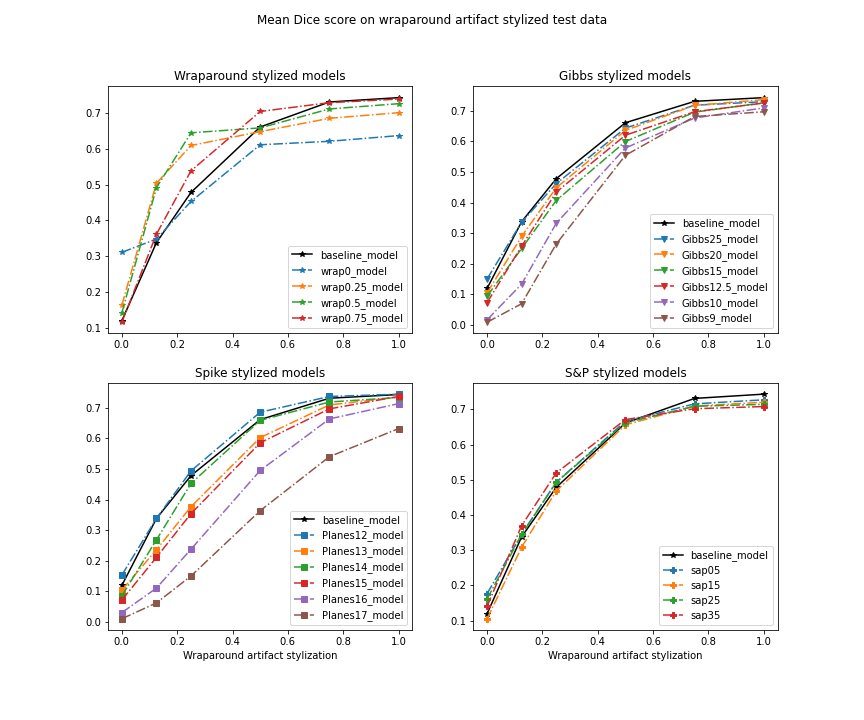 Mean Dice score on wraparound artifact stylized test data
Wraparound stylized models
0.7
0.6
0.5
0.4
0.3
0.2
0.1
0.0 0.2 0.4 0.6 0.8 1.0
baseline_model
wrap0_model
wrap0.25_model
wrap0.5_model
wrap0.75_model
Gibbs stylized models
0.7
0.6
0.5
0.4
0.3
0.2
0.1
0.0
0.0 0.2 0.4 0.6 0.8 1.0
baseline_model
Gibbs25_model
Gibbs20_model
Gibbs15_model
Gibbs12.5_model
Gibbs10_model
Gibbs9_model
Spike stylized models
0.7
0.6
0.5
0.4
0.3
0.2
0.1
0.0
0.0 0.2 0.4 0.6 0.8 1.0
Wraparound artifact stylization
baseline_model
Planes12_model
Planes13_model
Planes14_model
Planes15_model
Planes16_model
Planes17_model
S&P stylized models
0.7
0.6
0.5
0.4
0.3
0.2
0.1
0.0 0.2 0.4 0.6 0.8 1.0
Wraparound artifact stylization
baseline_model
sap05
sap15
sap25
sap35